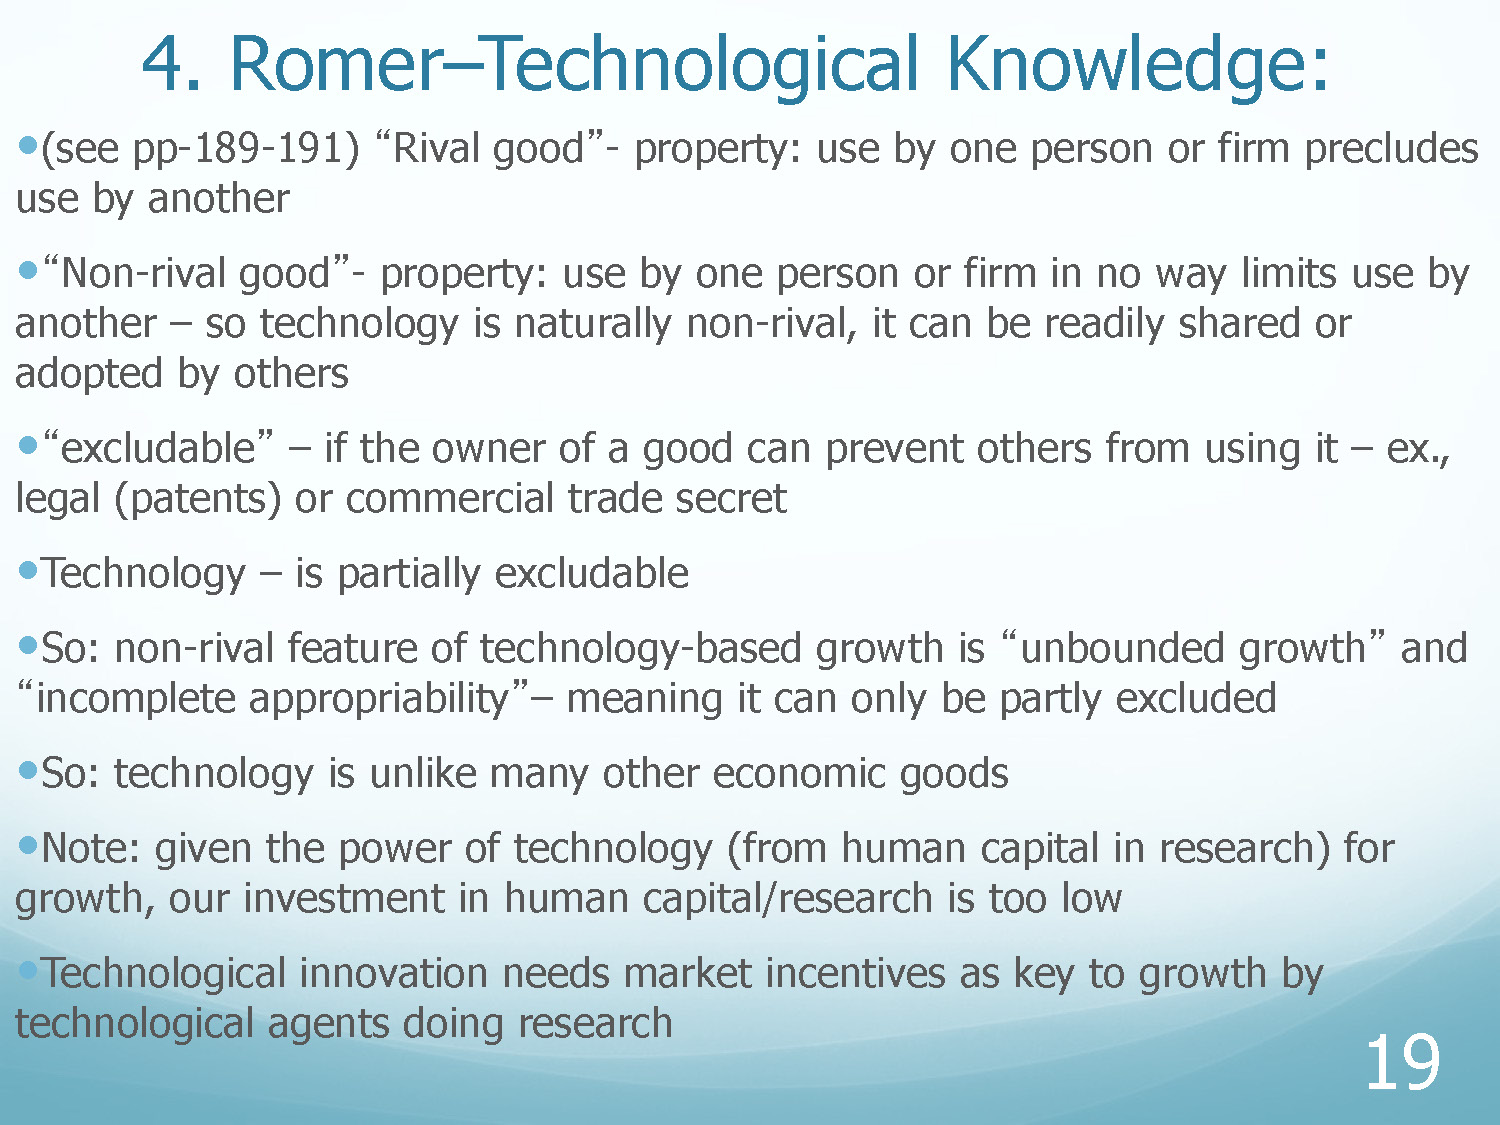 4. Romer–Technological Knowledge:
•(see pp-189-191) “Rival good”- property: use by one person or firm precludes
use by another
•“Non-rival good”- property: use by one person or firm in no way limits use by
another – so technology is naturally non-rival, it can be readily shared or
adopted by others
•“excludable” – if the owner of a good can prevent others from using it – ex.,
legal (patents) or commercial trade secret
•Technology – is partially excludable
•So: non-rival feature of technology-based growth is “unbounded growth” and
“incomplete appropriability”– meaning it can only be partly excluded
•So: technology is unlike many other economic goods
•Note: given the power of technology (from human capital in research) for
growth, our investment in human capital/research is too low
•Technological innovation needs market incentives as key to growth by
technological agents doing research
19